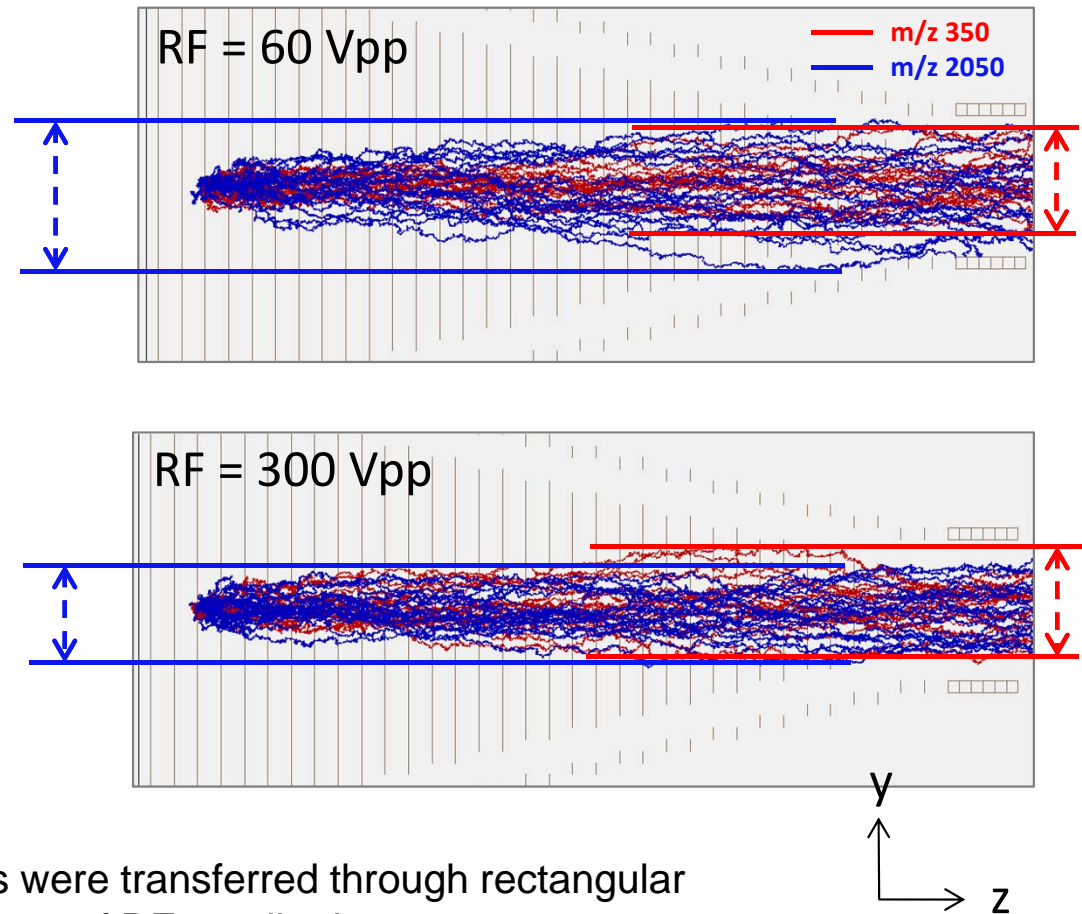 RF = 60 Vpp
m/z 350
m/z 2050
RF = 300 Vpp
y
z
s were transferred through rectangular